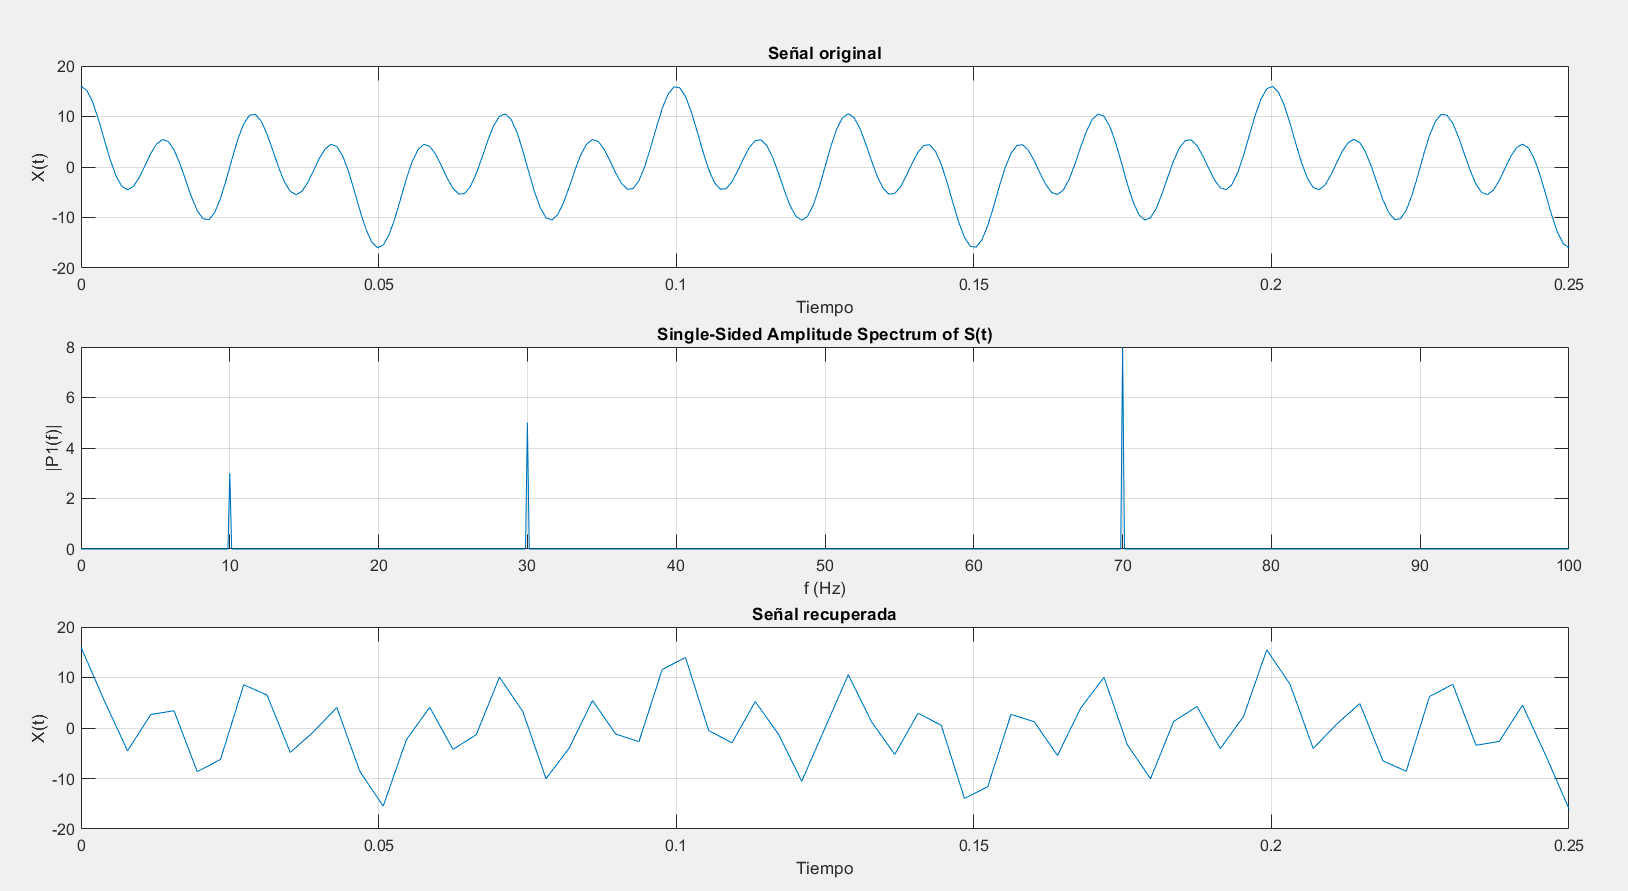 Señal original
20
10
0
-10
-20
X(t)
0 0.05 0.1 0.15 0.2 0.25
Tiempo
Single-Sided Amplitude Spectrum of S(t)
8
6
4
2
0
|P1(f)|
0 10 20 30 40 50 60 70 80 90 100
f (Hz)
Señal recuperada
20
10
0
-10
-20
X(t)
0 0.05 0.1 0.15 0.2 0.25
Tiempo